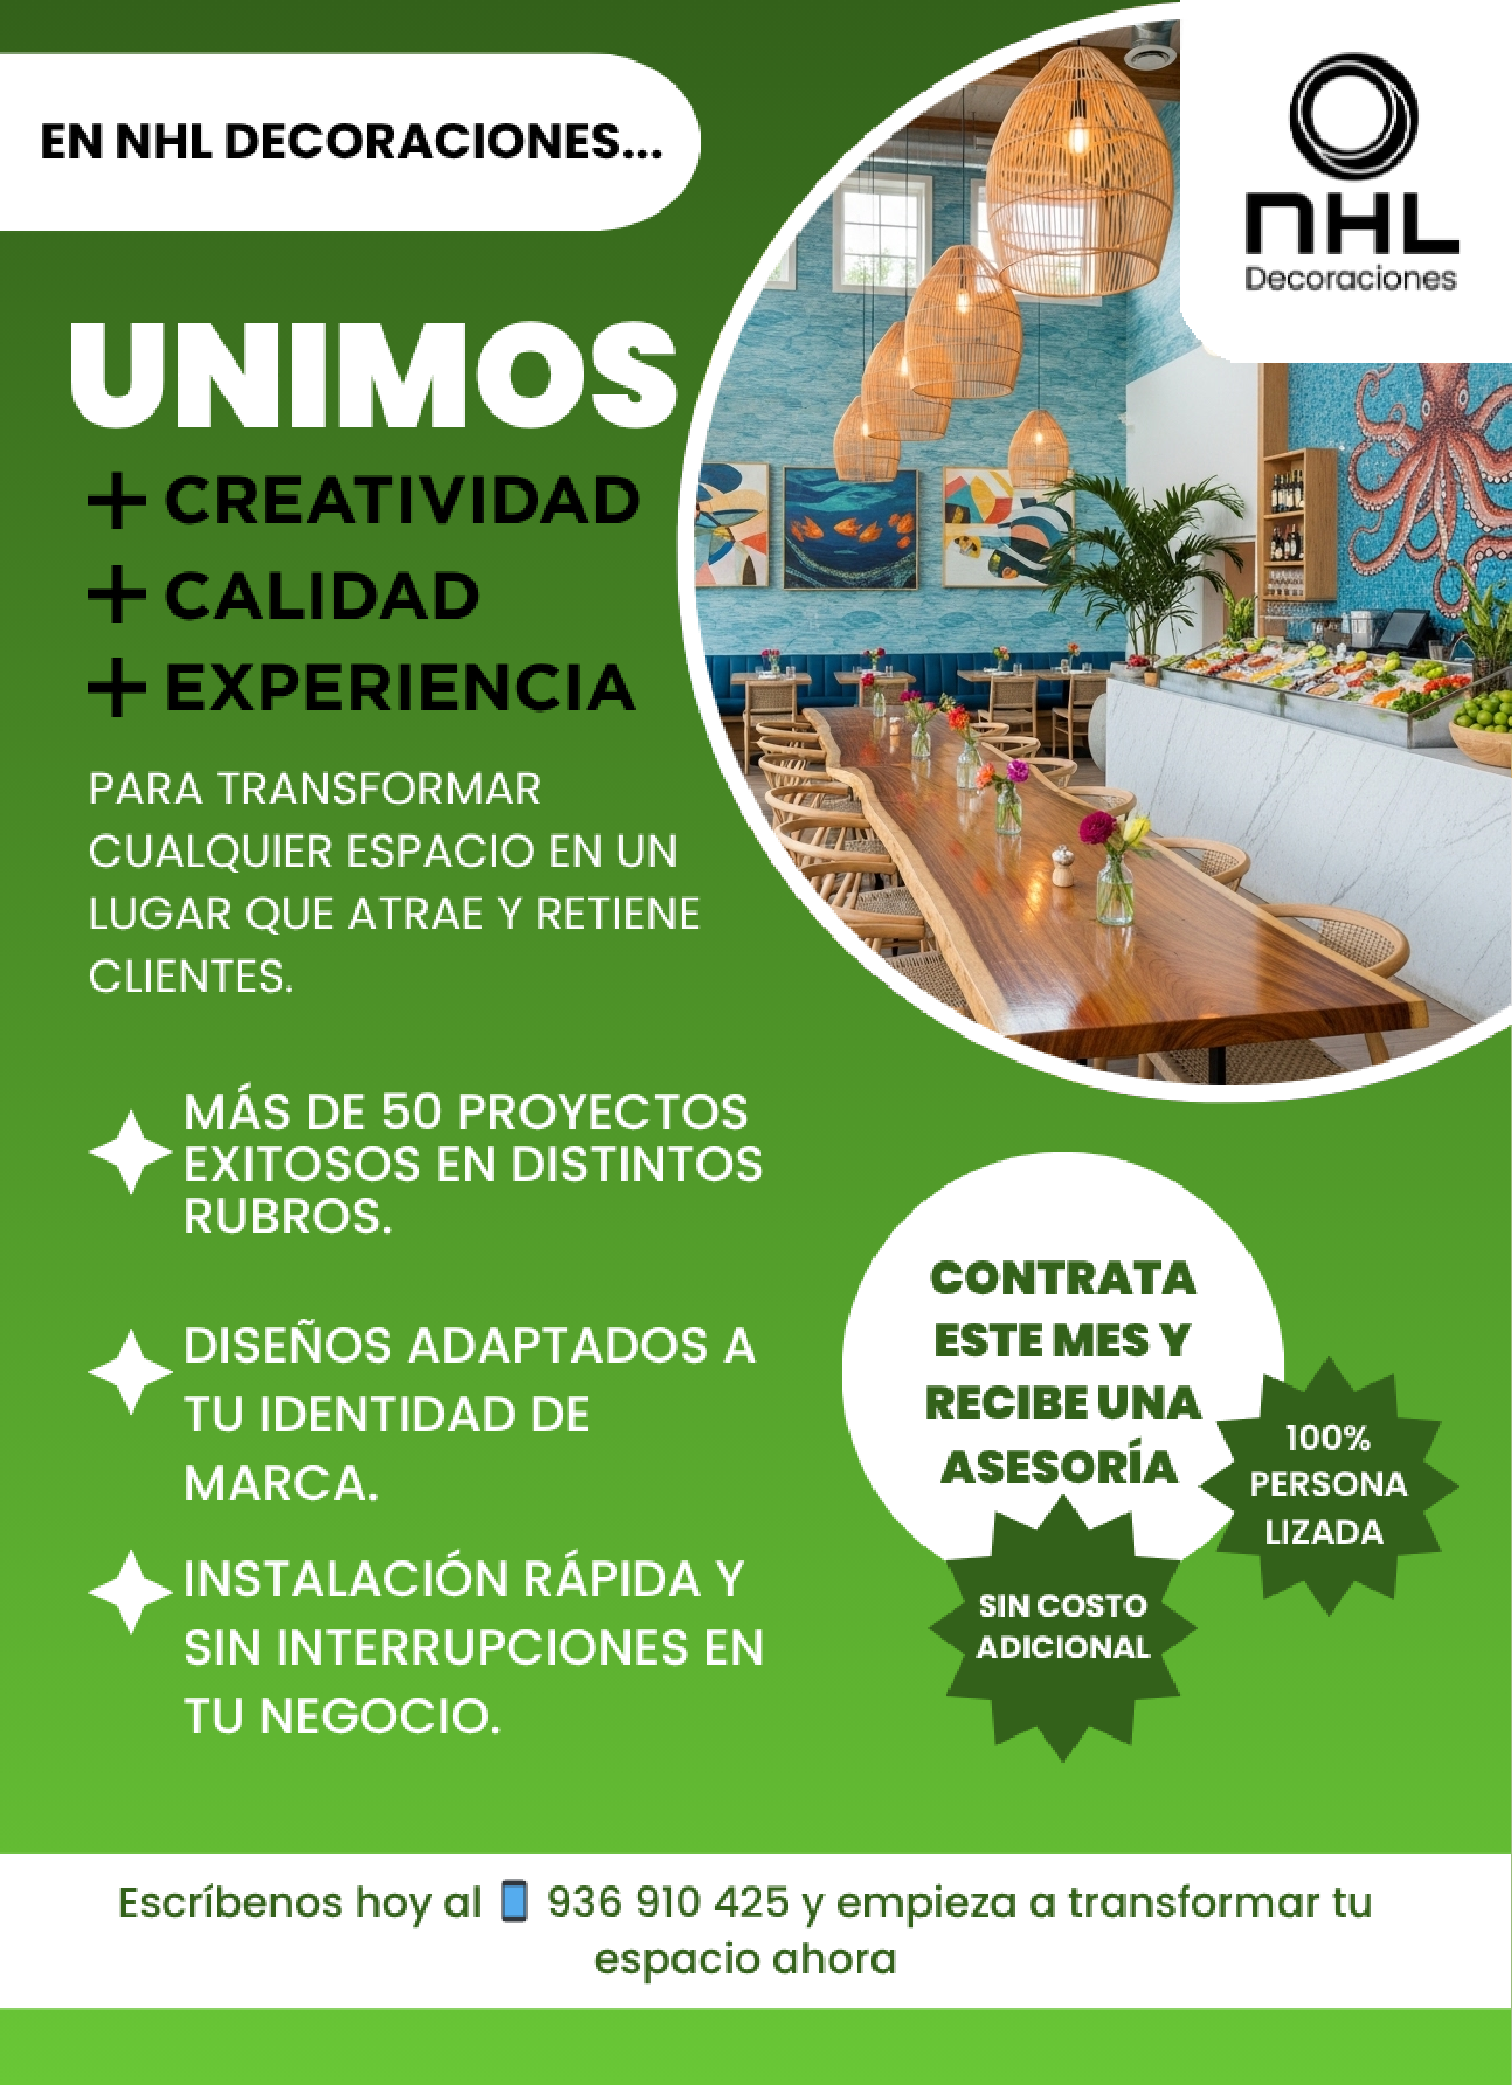 EN NHL DECORACIONES...
nHL
Decoraciones
UNIMOS
+ CREATIVIDAD
+ CALIDAD
+ EXPERIENCIA
PARA TRANSFORMAR
CUALQUIER ESPACIO EN UN
LUGAR QUE ATRAE Y RETIENE
CLIENTES.
MÁS DE 50 PROYECTOS
EXITOSOS EN DISTINTOS
RUBROS.
DISEÑOS ADAPTADOS A
TU IDENTIDAD DE
MARCA.
INSTALACIÓN RÁPIDA Y
SIN INTERRUPCIONES EN
TU NEGOCIO.
CONTRATA
ESTE MES Y
RECIBE UNA
ASESORÍA
100%
PERSONA
LIZADA
SIN COSTO
ADICIONAL
Escríbenos hoy al 📱 936 910 425 y empieza a transformar tu
espacio ahora